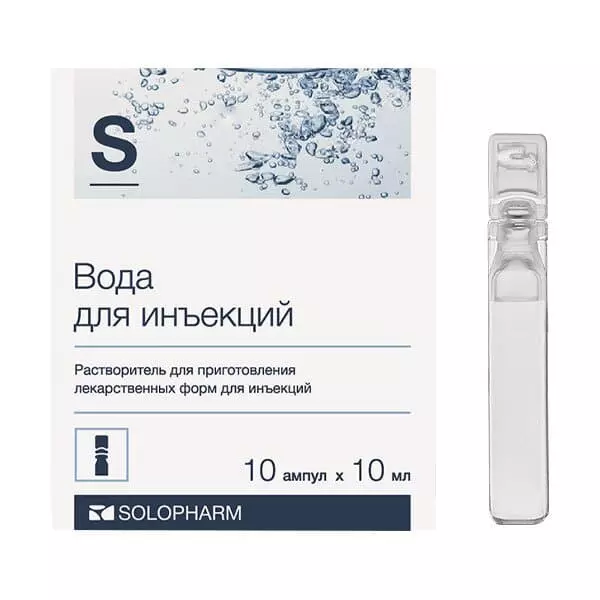 S
Вода
для инъекций
Растворитель для приготовления
лекарственных форм для инъекций
10 ампул x 10 мл
SOLOPHARM